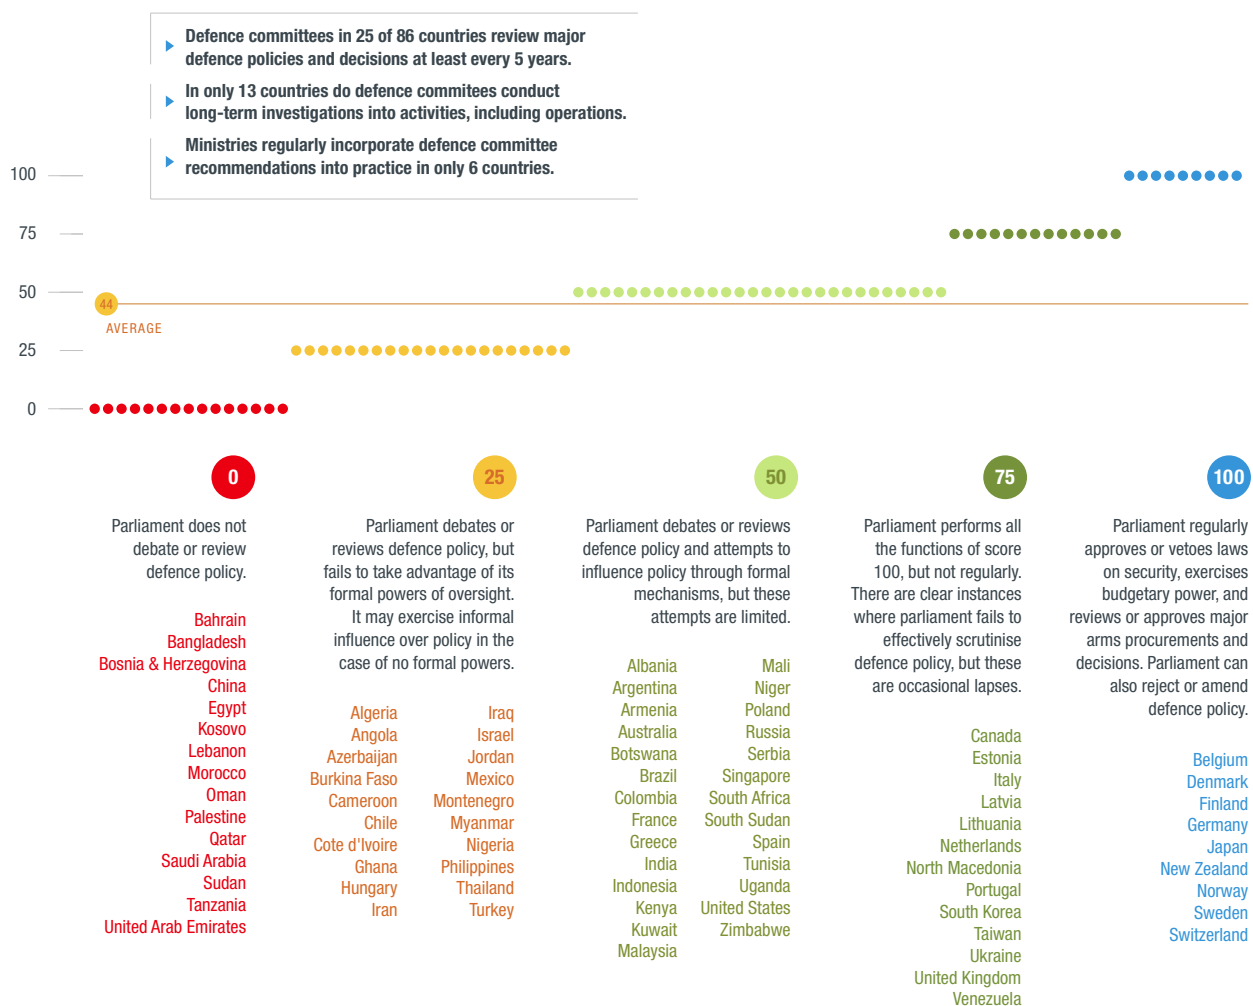 Defence committees in 25 of 86 countries review major
defence policies and decisions at least every 5 years.
In only 13 countries do defence commitees conduct
long-term investigations into activities, including operations.
Ministries regularly incorporate defence committee
recommendations into practice in only 6 countries.
100
75
50
44
AVERAGE
25
0
0
Parliament does not
debate or review
defence policy.
Bahrain
Bangladesh
Bosnia & Herzegovina
China
Egypt
Kosovo
Lebanon
Morocco
Oman
Palestine
Qatar
Saudi Arabia
Sudan
Tanzania
United Arab Emirates
25
Parliament debates or
reviews defence policy, but
fails to take advantage of its
formal powers of oversight.
It may exercise informal
influence over policy in the
case of no formal powers.
Algeria
Angola
Azerbaijan
Burkina Faso
Cameroon
Chile
Cote d'Ivoire
Ghana
Hungary
Iran
Iraq
Israel
Jordan
Mexico
Montenegro
Myanmar
Nigeria
Philippines
Thailand
Turkey
50
Parliament debates or reviews
defence policy and attempts to
influence policy through formal
mechanisms, but these
attempts are limited.
Albania
Argentina
Armenia
Australia
Botswana
Brazil
Colombia
France
Greece
India
Indonesia
Kenya
Kuwait
Malaysia
Mali
Niger
Poland
Russia
Serbia
Singapore
South Africa
South Sudan
Spain
Tunisia
Uganda
United States
Zimbabwe
75
Parliament performs all
the functions of score
100, but not regularly.
There are clear instances
where parliament fails to
effectively scrutinise
defence policy, but these
are occasional lapses.
Canada
Estonia
Italy
Latvia
Lithuania
Netherlands
North Macedonia
Portugal
South Korea
Taiwan
Ukraine
United Kingdom
Venezuela
100
Parliament regularly
approves or vetoes laws
on security, exercises
budgetary power, and
reviews or approves major
arms procurements and
decisions. Parliament can
also reject or amend
defence policy.
Belgium
Denmark
Finland
Germany
Japan
New Zealand
Norway
Sweden
Switzerland